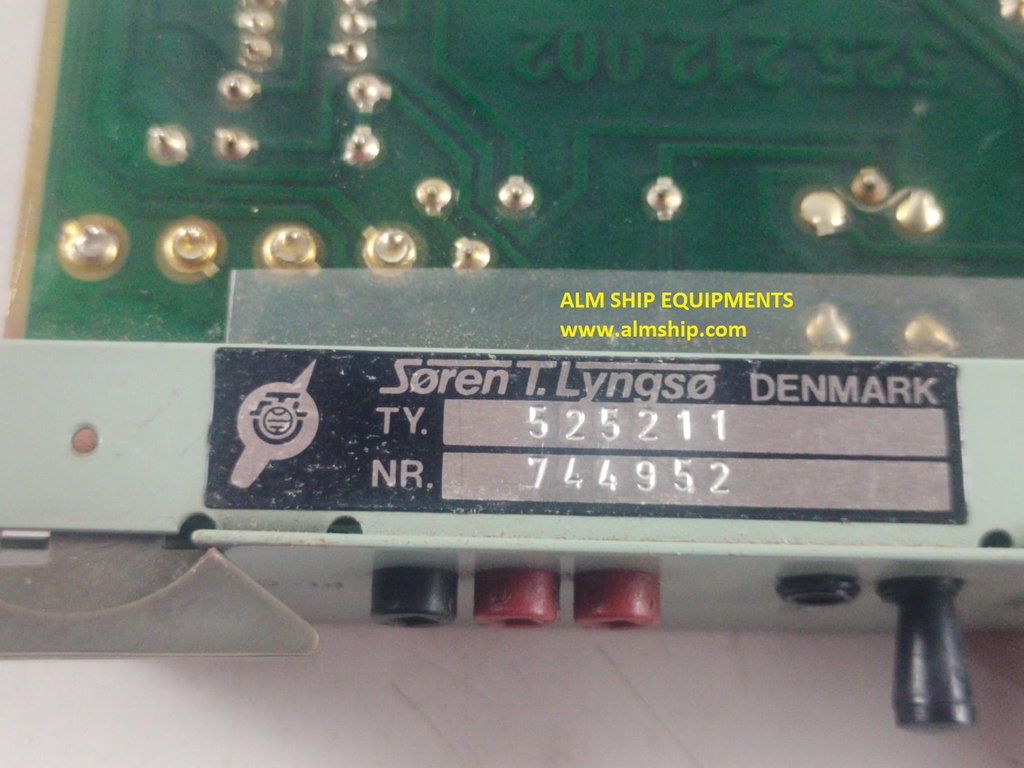 525.212.002
ALM SHIP EQUIPMENTS
www.almship.com
Søren T. Lyngsø DENMARK
TY. 525211
NR. 744952